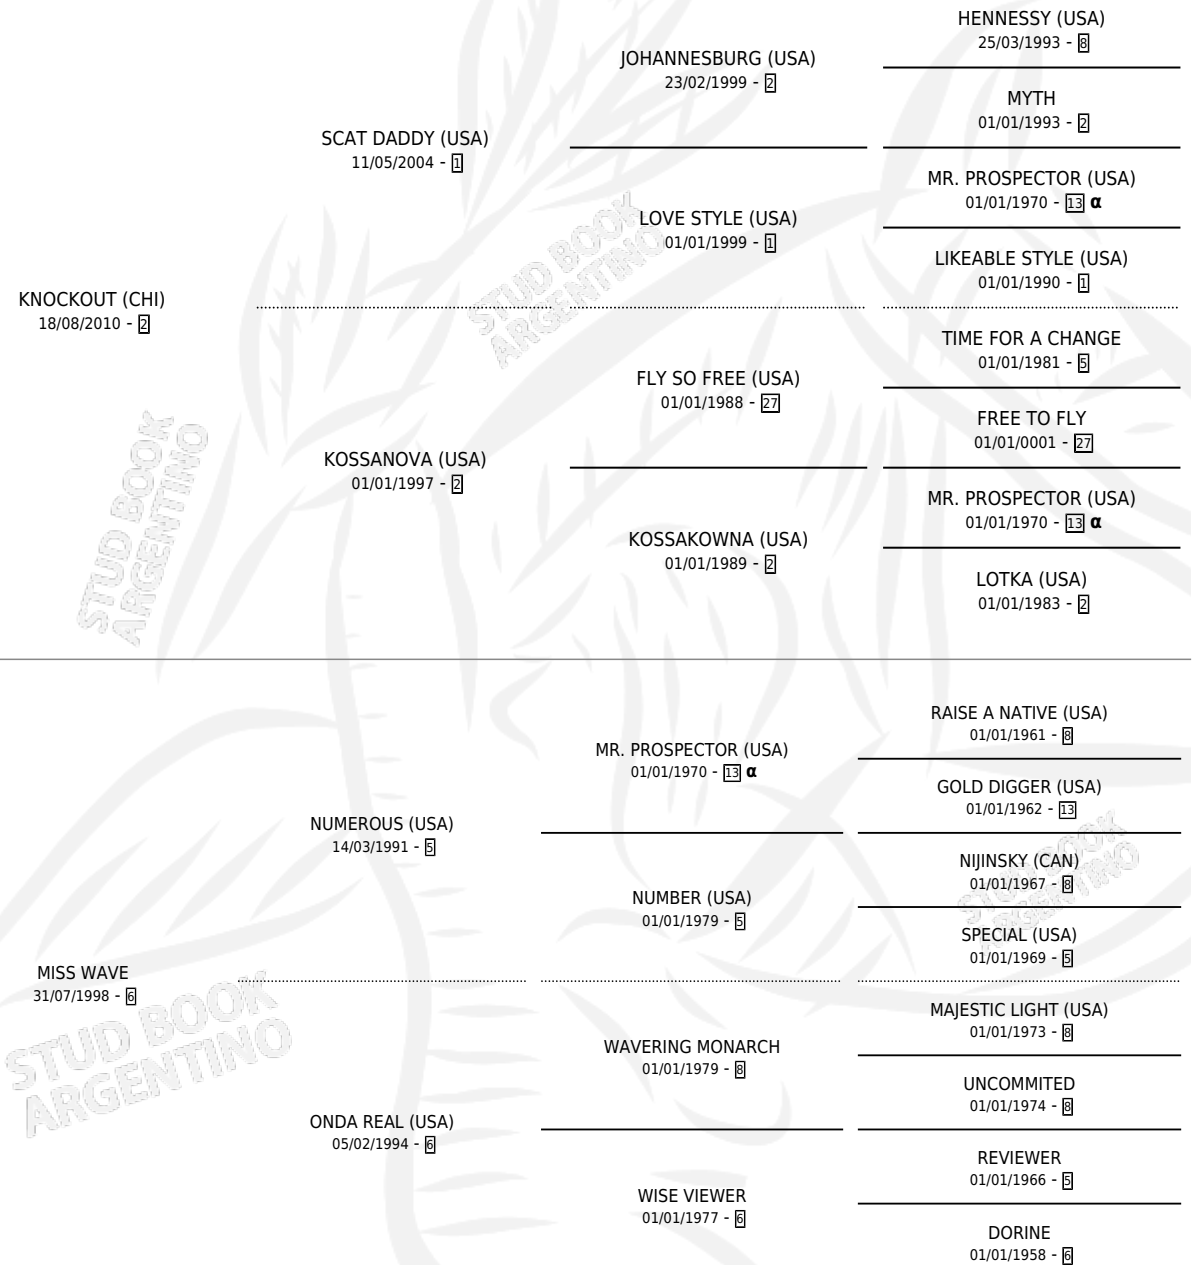 KNOCKOUT (CHI)
18/08/2010 - 2
SCAT DADDY (USA)
11/05/2004 - 1
JOHANNESBURG (USA)
23/02/1999 - 2
HENNESSY (USA)
25/03/1993 - 8
MYTH
01/01/1993 - 2
LOVE STYLE (USA)
01/01/1999 - 1
MR. PROSPECTOR (USA)
01/01/1970 - 13 α
LIKEABLE STYLE (USA)
01/01/1990 - 1
KOSSANOVA (USA)
01/01/1997 - 2
FLY SO FREE (USA)
01/01/1988 - 27
TIME FOR A CHANGE
01/01/1981 - 5
FREE TO FLY
01/01/0001 - 27
KOSSAKOWNA (USA)
01/01/1989 - 2
MR. PROSPECTOR (USA)
01/01/1970 - 13 α
LOTKA (USA)
01/01/1983 - 2
MISS WAVE
31/07/1998 - 6
NUMEROUS (USA)
14/03/1991 - 5
MR. PROSPECTOR (USA)
01/01/1970 - 13 α
RAISE A NATIVE (USA)
01/01/1961 - 8
GOLD DIGGER (USA)
01/01/1962 - 13
NUMBER (USA)
01/01/1979 - 5
NIJINSKY (CAN)
01/01/1967 - 8
SPECIAL (USA)
01/01/1969 - 5
ONDA REAL (USA)
05/02/1994 - 6
WAVERING MONARCH
01/01/1979 - 8
MAJESTIC LIGHT (USA)
01/01/1973 - 8
UNCOMMITED
01/01/1974 - 8
WISE VIEWER
01/01/1977 - 6
REVIEWER
01/01/1966 - 5
DORINE
01/01/1958 - 6
STUD BOOK
ARGENTINO
STUD BOOK
ARGENTINO
STUD BOOK
ARGENTINO
STUD BOOK
ARGENTINO